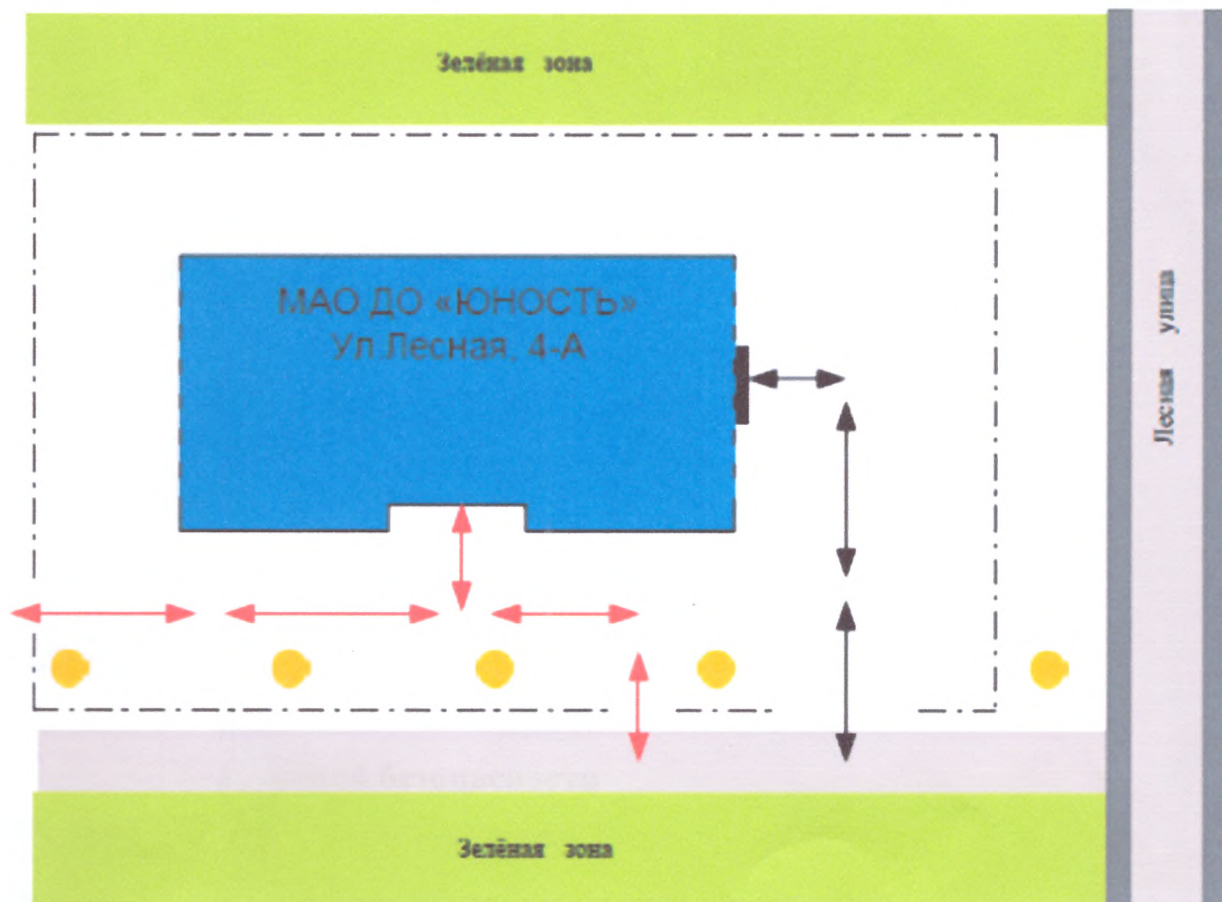 Зелёная зона
МАО ДО «ЮНОСТЬ»
Ул.Лесная, 4-А
Лесная улица
Зелёная зона